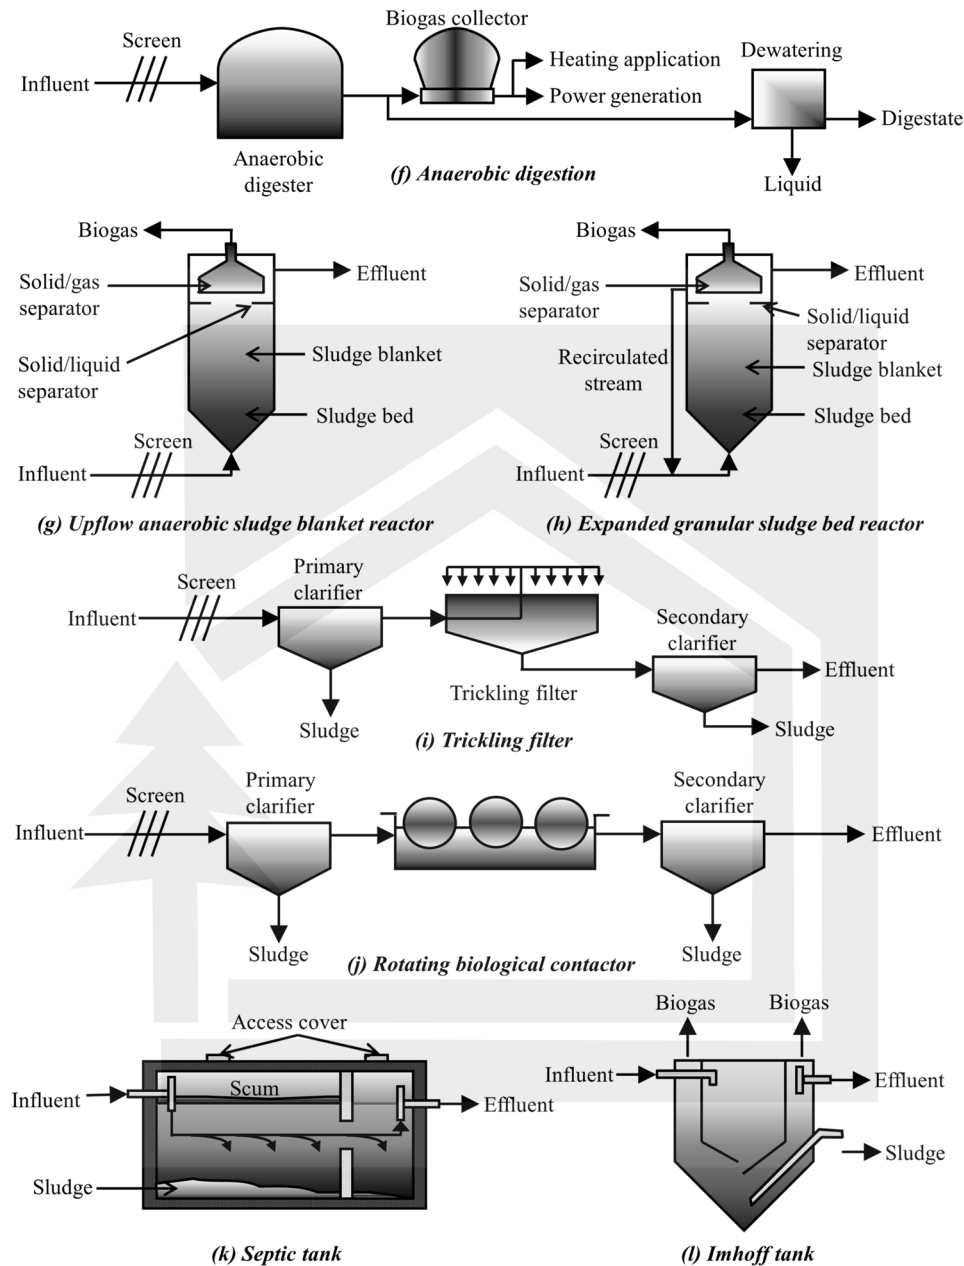 Biogas collector
Screen
Dewatering
Heating application
Influent
Power generation
Digestate
Anaerobic
digester
(f) Anaerobic digestion
Liquid
Biogas
Effluent
Solid/gas
separator
Sludge blanket
Solid/liquid
separator
Sludge bed
Screen
Influent
(g) Upflow anaerobic sludge blanket reactor
Biogas
Effluent
Solid/gas
separator
Solid/liquid
separator
Recirculated
stream
Sludge blanket
Sludge bed
Screen
Influent
(h) Expanded granular sludge bed reactor
Primary
clarifier
Screen
Influent
Secondary
clarifier
Effluent
Trickling filter
Sludge
Sludge
(i) Trickling filter
Primary
clarifier
Screen
Secondary
clarifier
Influent
Effluent
Sludge
Sludge
(j) Rotating biological contactor
Access cover
Scum
Influent
Effluent
Sludge
(k) Septic tank
Biogas
Biogas
Influent
Effluent
Sludge
(l) Imhoff tank